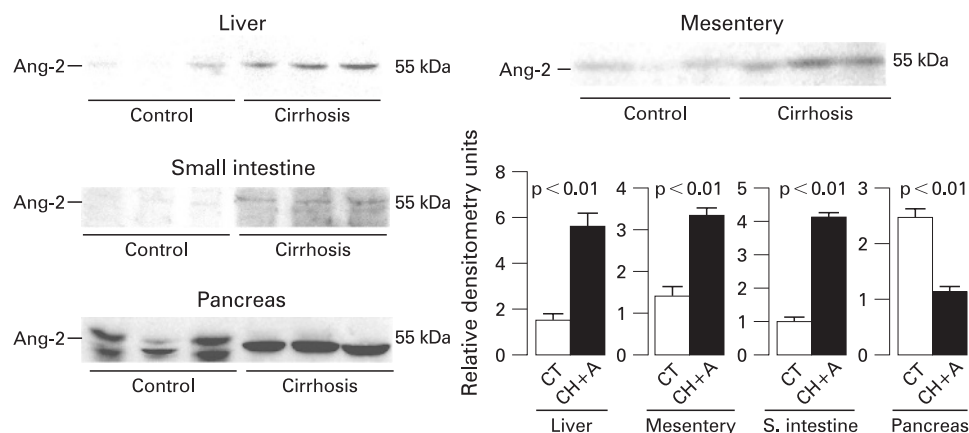 Liver
Ang-2
55 kDa
Control
Cirrhosis
Small intestine
Ang-2
55 kDa
Control
Cirrhosis
Pancreas
Ang-2
55 kDa
Control
Cirrhosis
Mesentery
Ang-2
55 kDa
Control
Cirrhosis
Relative densitometry units
8
6
4
2
0
p < 0.01
CT
CH+A
Liver
4
3
2
1
0
p < 0.01
CT
CH+A
Mesentery
5
4
3
2
1
0
p < 0.01
CT
CH+A
S. intestine
3
2
1
0
p < 0.01
CT
CH+A
Pancreas